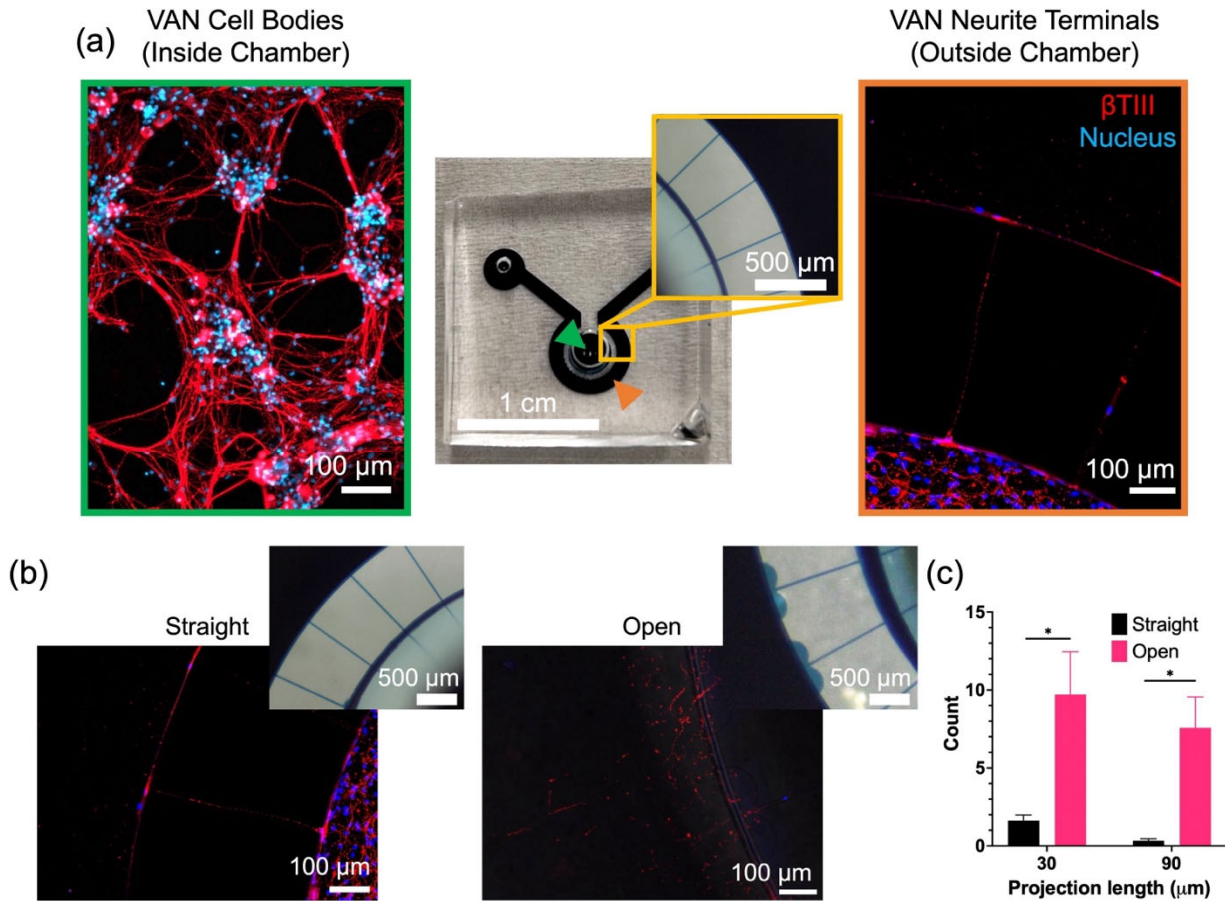 (a)
VAN Cell Bodies
(Inside Chamber)
VAN Neurite Terminals
(Outside Chamber)
βTIII
Nucleus
500 µm
1 cm
100 µm
100 µm
(b)
Straight
500 µm
100 µm
Open
500 µm
100 µm
(c)
15
10
5
0
Count
Straight
Open
*
*
30
90
Projection length (µm)